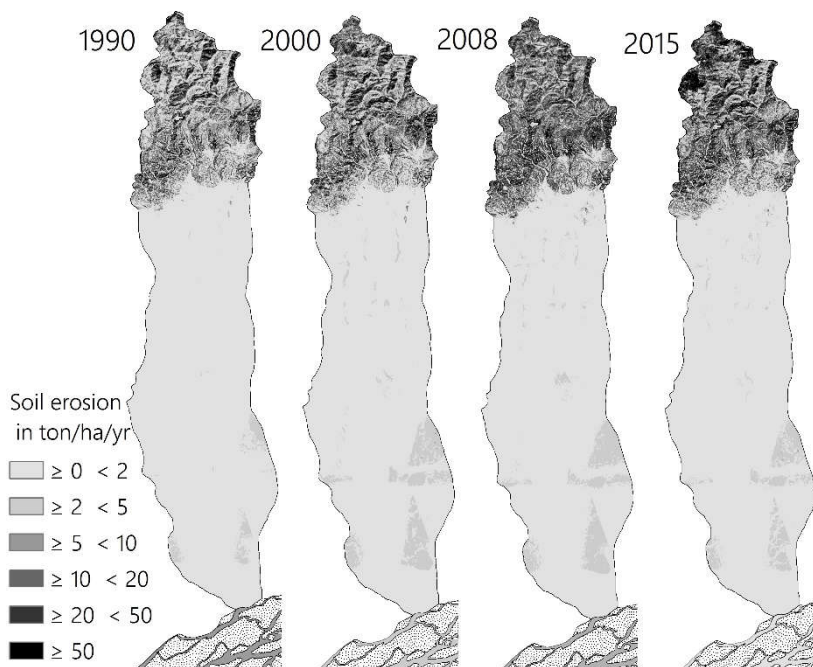 1990
2000
2008
2015
Soil erosion
in ton/ha/yr
≥ 0 < 2
≥ 2 < 5
≥ 5 < 10
≥ 10 < 20
≥ 20 < 50
≥ 50